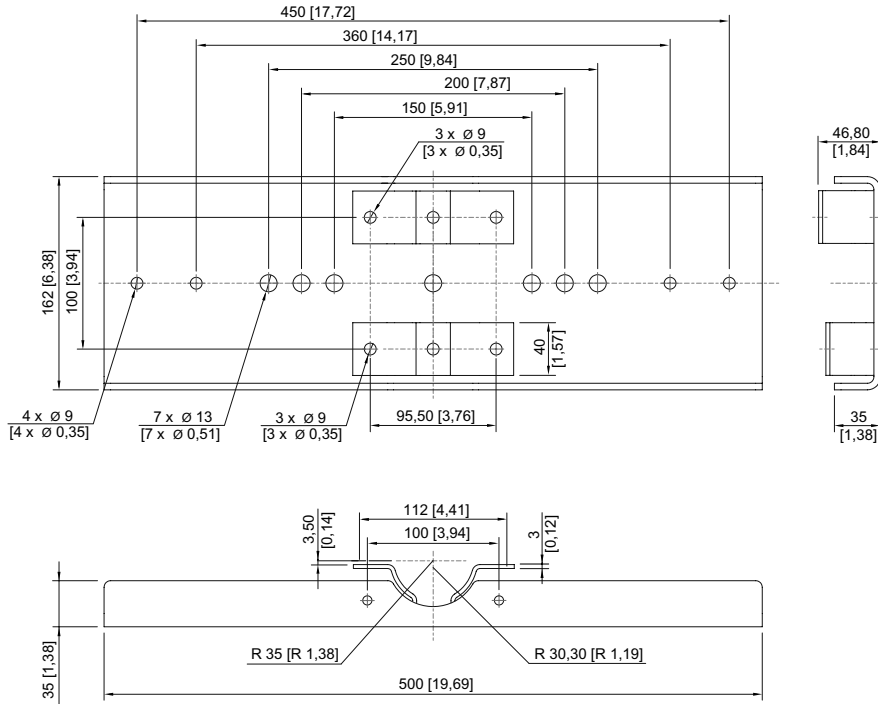 450 [17,72]
360 [14,17]
250 [9,84]
200 [7,87]
150 [5,91]
3 x Ø 9
[3 x Ø 0,35]
46,80
[1,84]
162 [6,38]
100 [3,94]
40
[1,57]
4 x Ø 9
[4 x Ø 0,35]
7 x Ø 13
[7 x Ø 0,51]
3 x Ø 9
[3 x Ø 0,35]
95,50 [3,76]
35
[1,38]
3,50
[0,14]
112 [4,41]
100 [3,94]
3
[0,12]
35 [1,38]
R 35 [R 1,38]
R 30,30 [R 1,19]
500 [19,69]